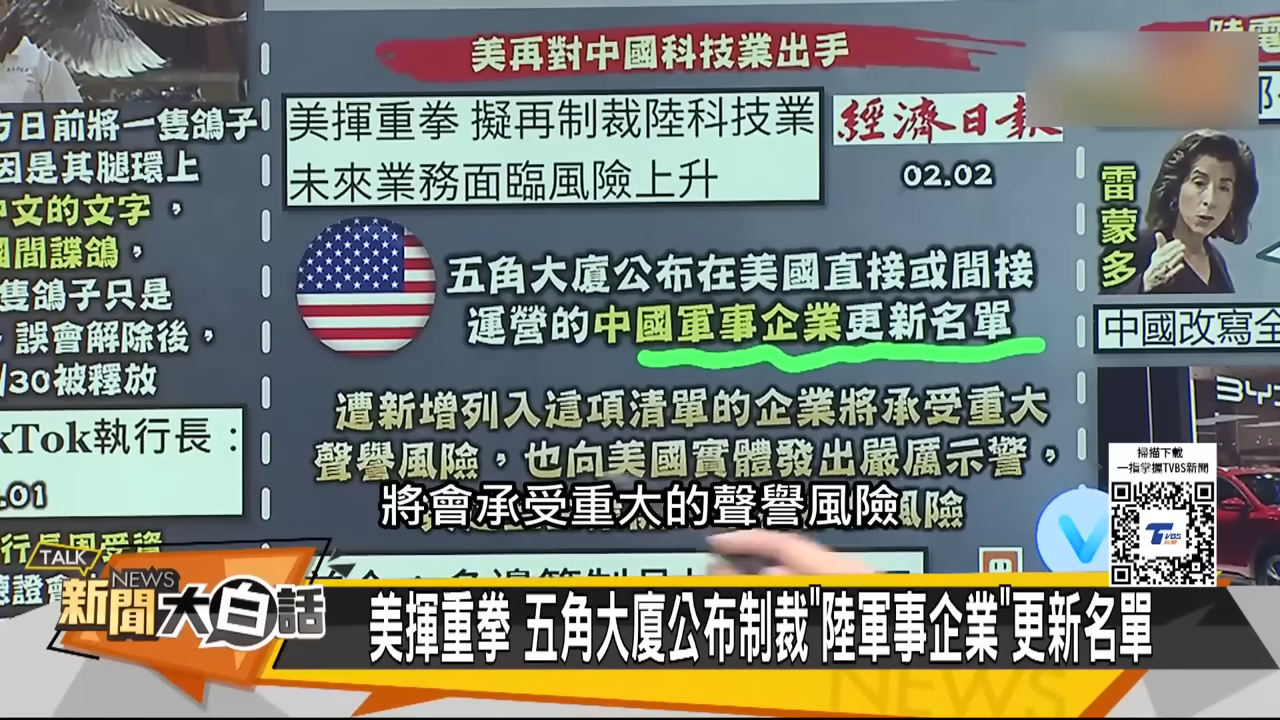 美再對中國科技業出手
美揮重拳 擬再制裁陸科技業
未來業務面臨風險上升
經濟日報
02.02
五角大廈公布在美國直接或間接
運營的中國軍事企業更新名單
遭新增列入這項清單的企業將承受重大
聲譽風險，也向美國實體發出嚴厲示警，
風險
將會承受重大的聲譽風險
方日前將一隻鴿子
因是其腿環上
中文的文字，
國間諜鴿，
隻鴿子只是
誤會解除後，
/30被釋放
kTok執行長：
.01
雷蒙多
中國改寫全
BY
掃描下載
一指掌握TVBS新聞
TVBS
新聞
TALK
NEWS
新聞大白話
美揮重拳 五角大廈公布制裁"陸軍事企業"更新名單
NEWS